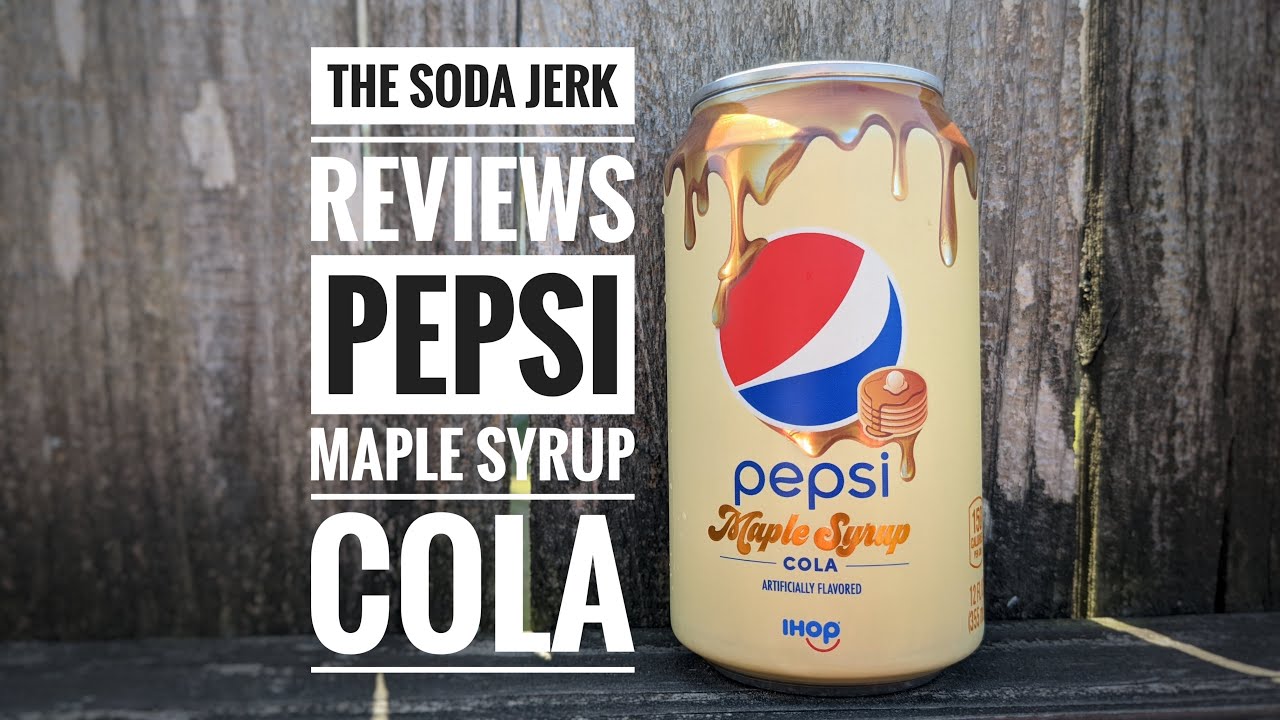 THE SODA JERK
REVIEWS
PEPSI
MAPLE SYRUP
COLA
pepsi
Maple Syrup
COLA
ARTIFICIALLY FLAVORED
IHOP